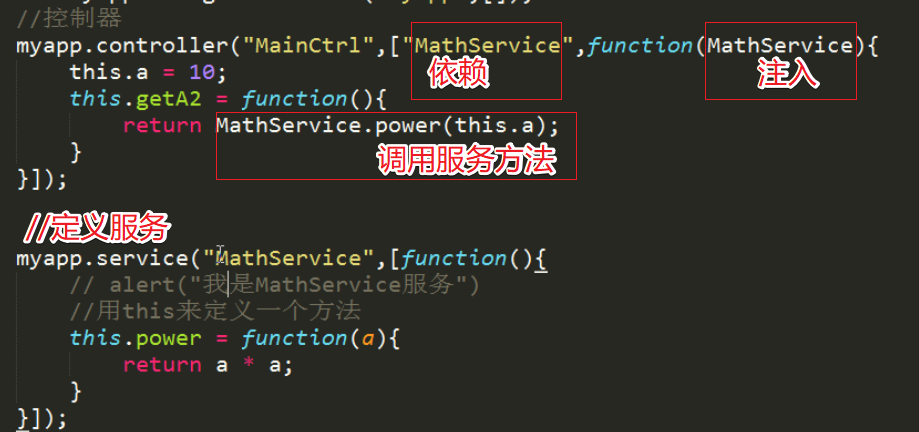 //控制器
myapp.controller("MainCtrl",["MathService",function(MathService){
依赖
注入
this.a = 10;
this.getA2 = function(){
return MathService.power(this.a);
调用服务方法
}
}]);
//定义服务
myapp.service("MathService",[function(){
// alert("我是MathService服务")
//用this来定义一个方法
this.power = function(a){
return a * a;
}
}]);